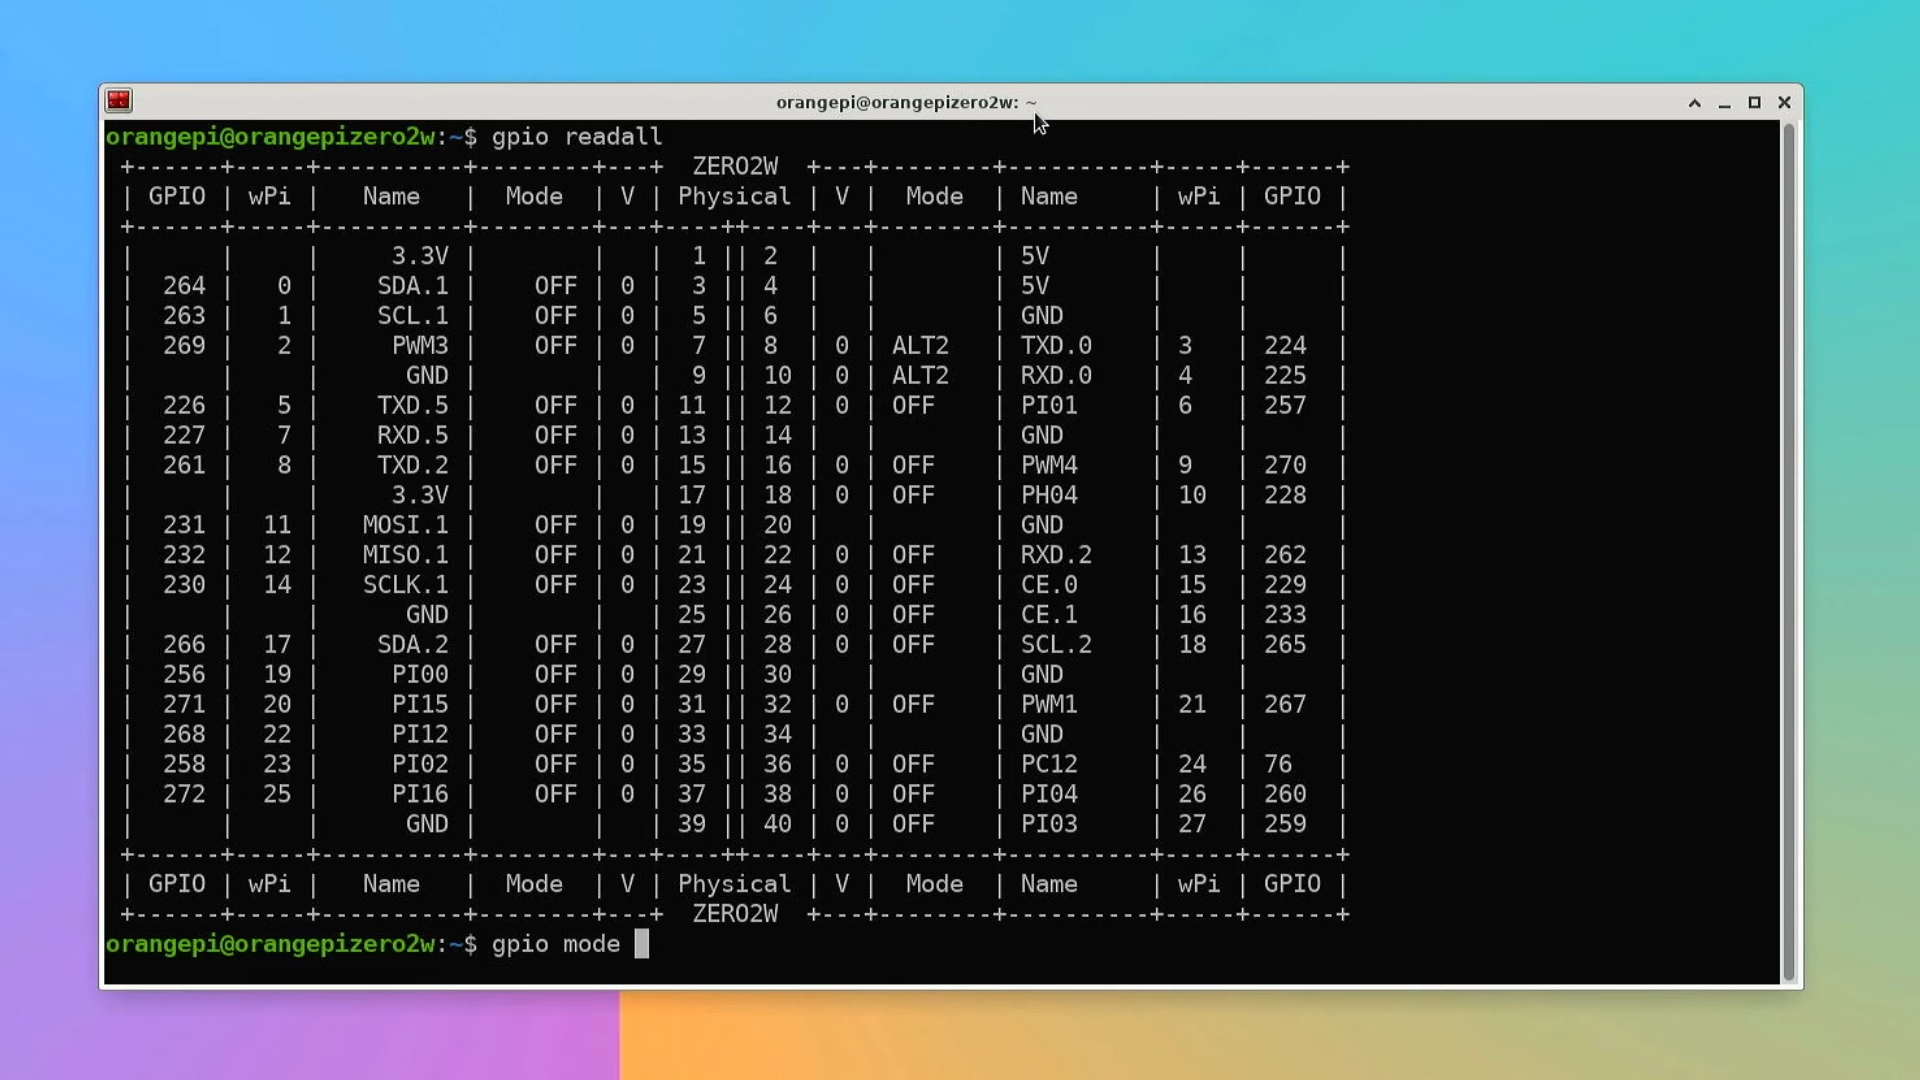 orangepi@orangepizero2w: ~
orangepi@orangepizero2w:~$ gpio readall
 +------+-----+----------+--------+---+  ZERO2W  +---+--------+----------+-----+------+
 | GPIO | wPi |   Name   |  Mode  | V | Physical | V |  Mode  | Name     | wPi | GPIO |
 +------+-----+----------+--------+---+----++----+---+--------+----------+-----+------+
 |      |     |     3.3V |        |   |  1 || 2  |   |        | 5V       |     |      |
 |  264 |   0 |    SDA.1 |    OFF | 0 |  3 || 4  |   |        | 5V       |     |      |
 |  263 |   1 |    SCL.1 |    OFF | 0 |  5 || 6  |   |        | GND      |     |      |
 |  269 |   2 |     PWM3 |    OFF | 0 |  7 || 8  | 0 | ALT2   | TXD.0    | 3   | 224  |
 |      |     |      GND |        |   |  9 || 10 | 0 | ALT2   | RXD.0    | 4   | 225  |
 |  226 |   5 |    TXD.5 |    OFF | 0 | 11 || 12 | 0 | OFF    | PI01     | 6   | 257  |
 |  227 |   7 |    RXD.5 |    OFF | 0 | 13 || 14 |   |        | GND      |     |      |
 |  261 |   8 |    TXD.2 |    OFF | 0 | 15 || 16 | 0 | OFF    | PWM4     | 9   | 270  |
 |      |     |     3.3V |        |   | 17 || 18 | 0 | OFF    | PH04     | 10  | 228  |
 |  231 |  11 |   MOSI.1 |    OFF | 0 | 19 || 20 |   |        | GND      |     |      |
 |  232 |  12 |   MISO.1 |    OFF | 0 | 21 || 22 | 0 | OFF    | RXD.2    | 13  | 262  |
 |  230 |  14 |   SCLK.1 |    OFF | 0 | 23 || 24 | 0 | OFF    | CE.0     | 15  | 229  |
 |      |     |      GND |        |   | 25 || 26 | 0 | OFF    | CE.1     | 16  | 233  |
 |  266 |  17 |    SDA.2 |    OFF | 0 | 27 || 28 | 0 | OFF    | SCL.2    | 18  | 265  |
 |  256 |  19 |     PI00 |    OFF | 0 | 29 || 30 |   |        | GND      |     |      |
 |  271 |  20 |     PI15 |    OFF | 0 | 31 || 32 | 0 | OFF    | PWM1     | 21  | 267  |
 |  268 |  22 |     PI12 |    OFF | 0 | 33 || 34 |   |        | GND      |     |      |
 |  258 |  23 |     PI02 |    OFF | 0 | 35 || 36 | 0 | OFF    | PC12     | 24  | 76   |
 |  272 |  25 |     PI16 |    OFF | 0 | 37 || 38 | 0 | OFF    | PI04     | 26  | 260  |
 |      |     |      GND |        |   | 39 || 40 | 0 | OFF    | PI03     | 27  | 259  |
 +------+-----+----------+--------+---+----++----+---+--------+----------+-----+------+
 | GPIO | wPi |   Name   |  Mode  | V | Physical | V |  Mode  | Name     | wPi | GPIO |
 +------+-----+----------+--------+---+  ZERO2W  +---+--------+----------+-----+------+
orangepi@orangepizero2w:~$ gpio mode